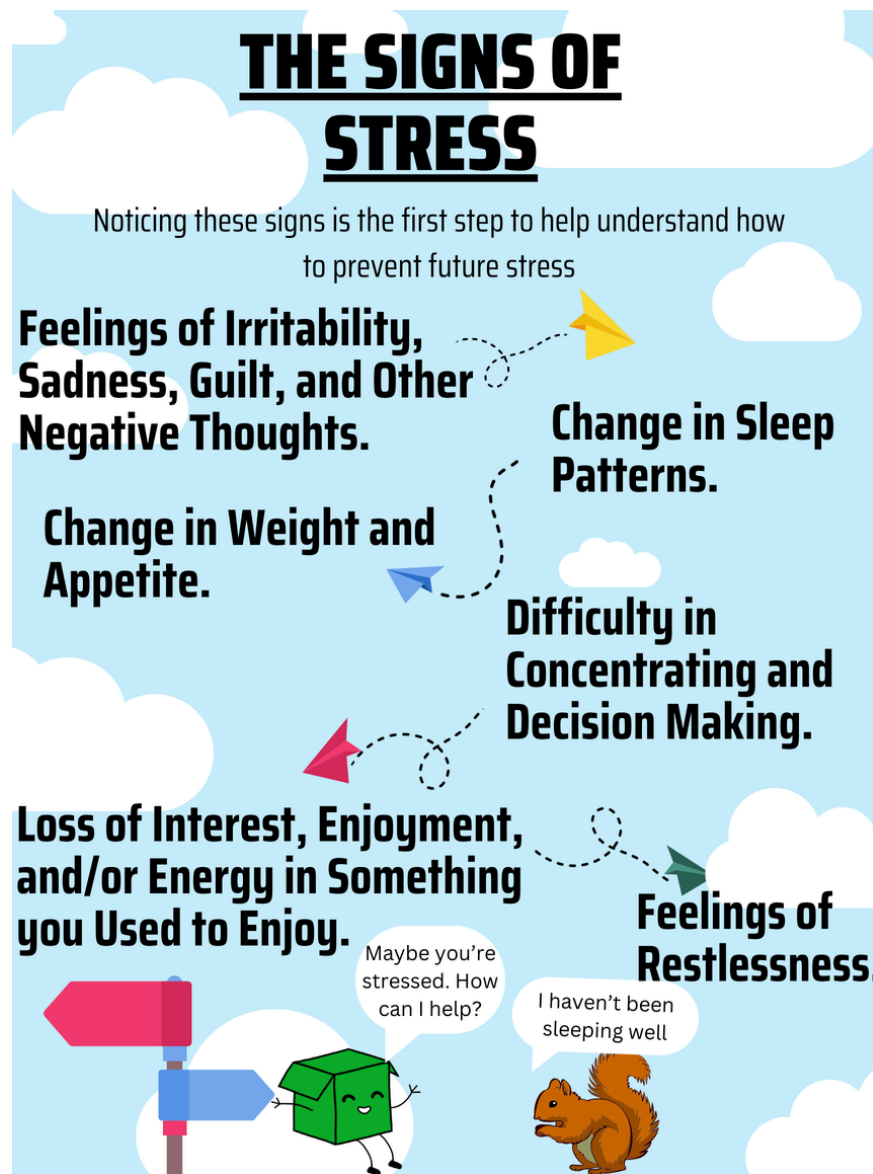 THE SIGNS OF
STRESS
Noticing these signs is the first step to help understand how
to prevent future stress
Feelings of Irritability,
Sadness, Guilt, and Other
Negative Thoughts.
Change in Sleep
Patterns.
Change in Weight and
Appetite.
Difficulty in
Concentrating and
Decision Making.
Loss of Interest, Enjoyment,
and/or Energy in Something
you Used to Enjoy.
Feelings of
Restlessness.
Maybe you're
stressed. How
can I help?
I haven't been
sleeping well